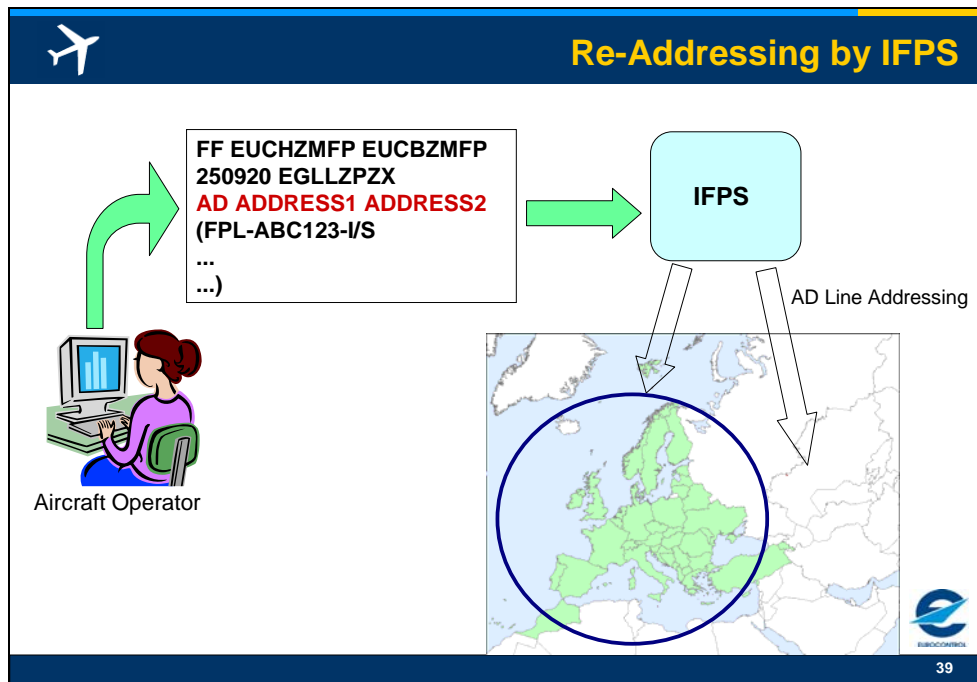 Re-Addressing by IFPS
FF EUCHZMFP EUCBZMFP
250920 EGLLZPZX
AD ADDRESS1 ADDRESS2
(FPL-ABC123-I/S
...
...)
IFPS
AD Line Addressing
Aircraft Operator
EUROCONTROL
39